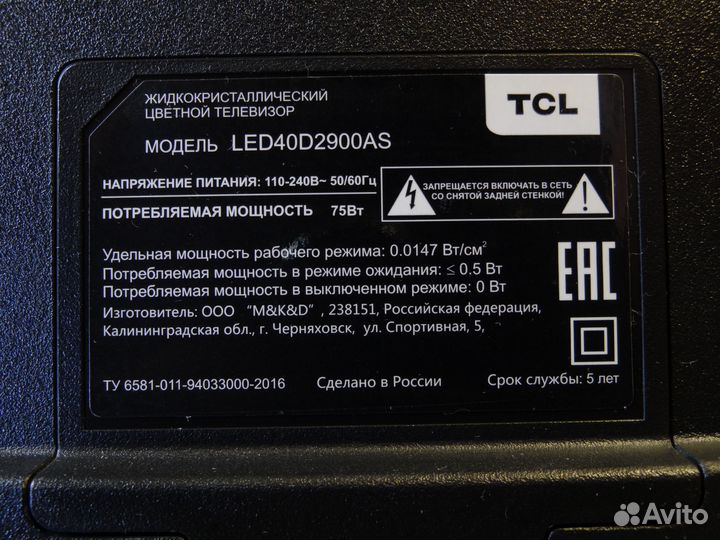 ЖИДКОКРИСТАЛЛИЧЕСКИЙ
ЦВЕТНОЙ ТЕЛЕВИЗОР
TCL
МОДЕЛЬ LED40D2900AS
НАПРЯЖЕНИЕ ПИТАНИЯ: 110-240В~ 50/60Гц
ПОТРЕБЛЯЕМАЯ МОЩНОСТЬ 75Вт
ЗАПРЕЩАЕТСЯ ВКЛЮЧАТЬ В СЕТЬ
СО СНЯТОЙ ЗАДНЕЙ СТЕНКОЙ!
Удельная мощность рабочего режима: 0.0147 Вт/см²
Потребляемая мощность в режиме ожидания: ≤ 0.5 Вт
Потребляемая мощность в выключенном режиме: 0 Вт
EAC
Изготовитель: ООО “M&K&D”, 238151, Российская федерация,
Калининградская обл., г. Черняховск, ул. Спортивная, 5,
ТУ 6581-011-94033000-2016 Сделано в России Срок службы: 5 лет
Avito